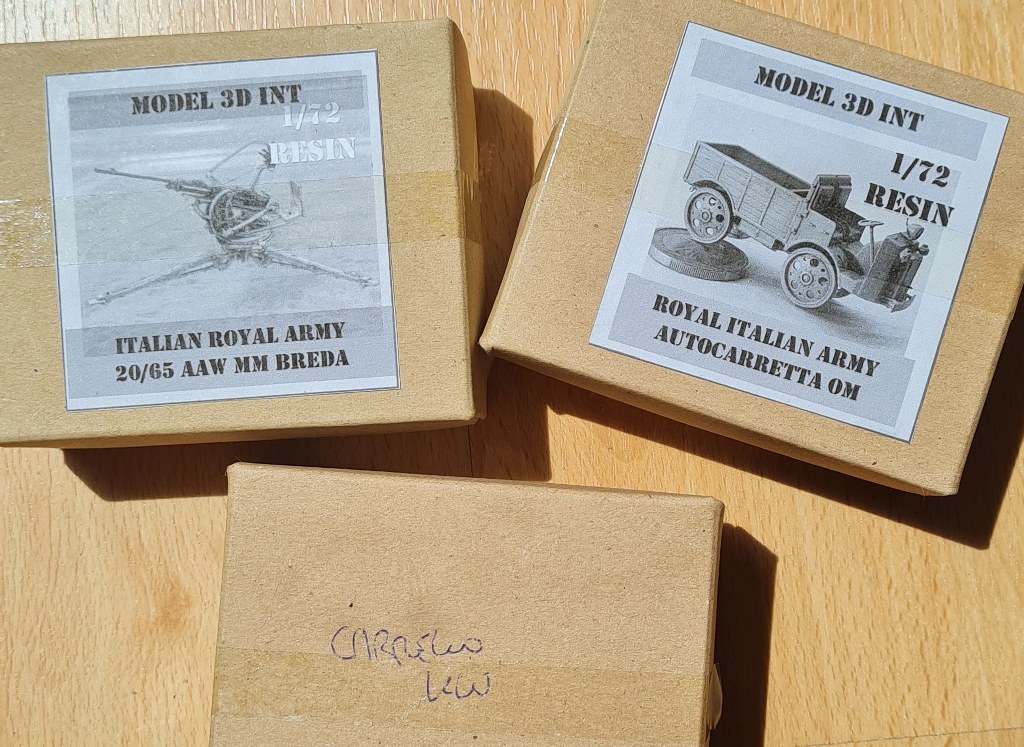 MODEL 3D INT
1/72
RESIN
ITALIAN ROYAL ARMY
20/65 AAW MM BREDA
MODEL 3D INT
1/72
RESIN
ROYAL ITALIAN ARMY
AUTOCARRETTA OM
CARRELLO